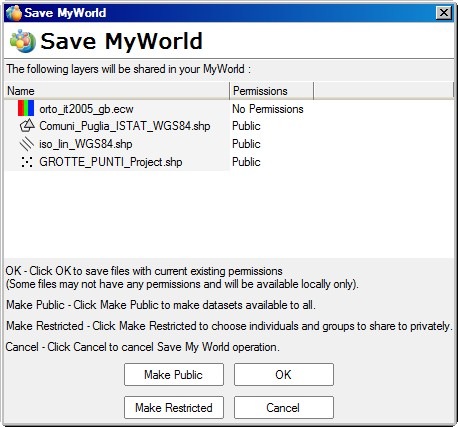 Save MyWorld
Save MyWorld
The following layers will be shared in your MyWorld :
Name Permissions
orto_it2005_gb.ecw No Permissions
Comuni_Puglia_ISTAT_WGS84.shp Public
iso_lin_WGS84.shp Public
GROTTE_PUNTI_Project.shp Public
OK - Click OK to save files with current existing permissions
(Some files may not have any permissions and will be available locally only).
Make Public - Click Make Public to make datasets available to all.
Make Restricted - Click Make Restricted to choose individuals and groups to share to privately.
Cancel - Click Cancel to cancel Save My World operation.
Make Public OK
Make Restricted Cancel